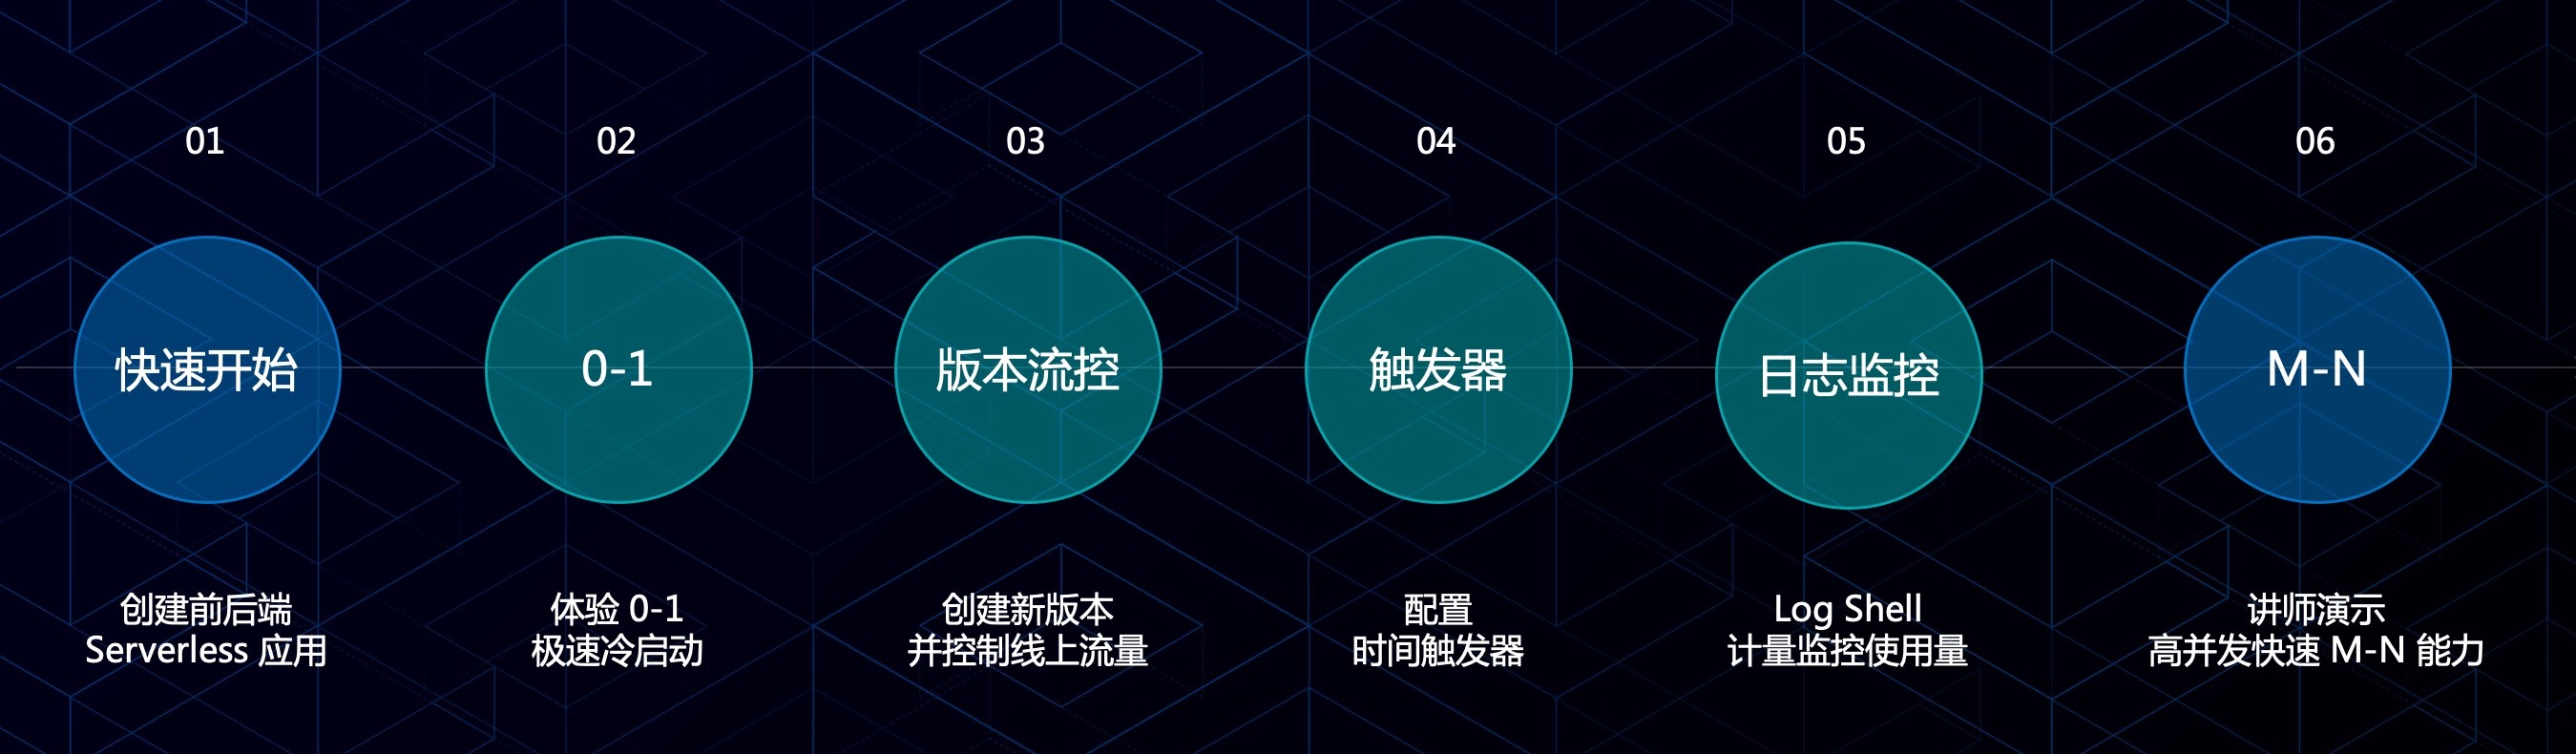 01
快速开始
创建前后端
Serverless 应用
02
0-1
体验 0-1
极速冷启动
03
版本流控
创建新版本
并控制线上流量
04
触发器
配置
时间触发器
05
日志监控
Log Shell
计量监控使用量
06
M-N
讲师演示
高并发快速 M-N 能力